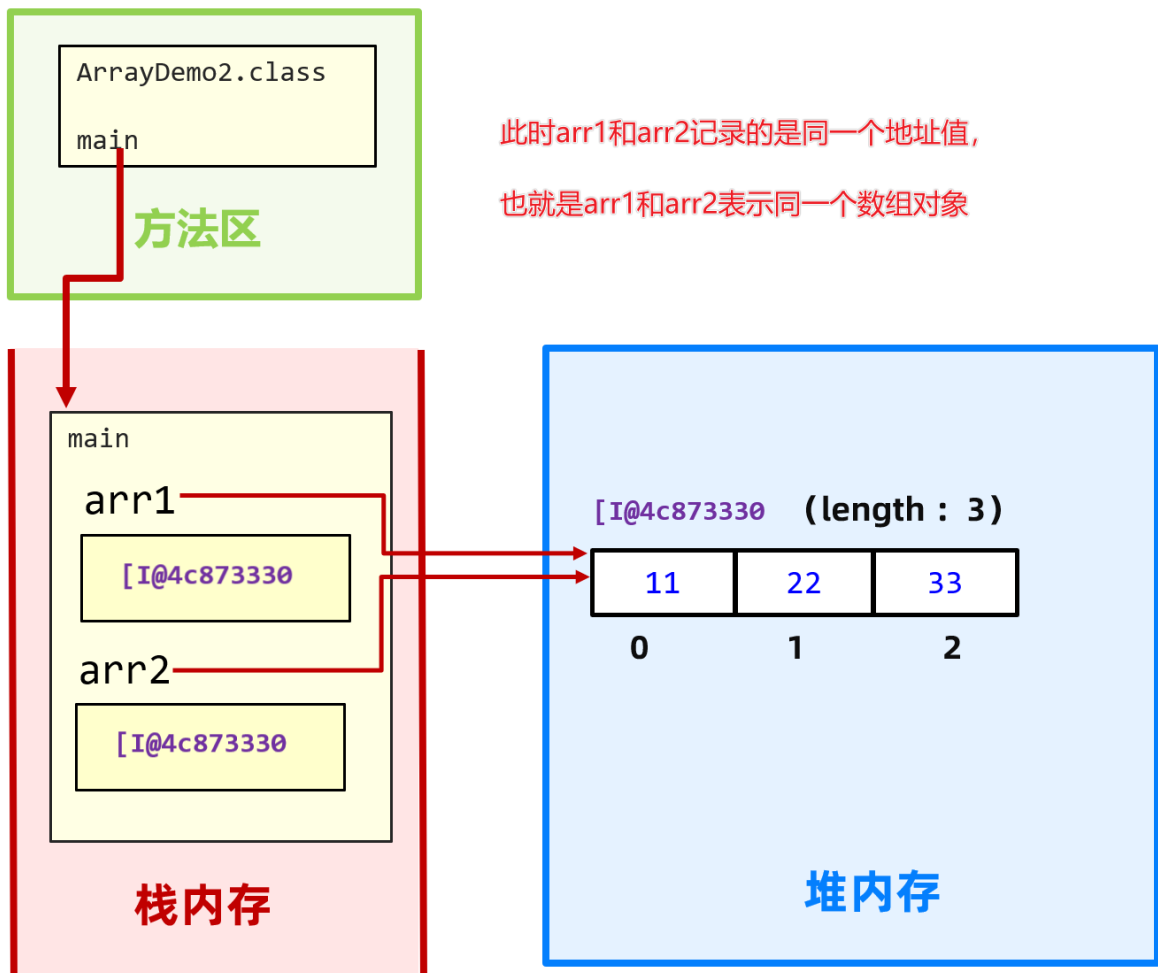 ArrayDemo2.class
main
方法区
此时arr1和arr2记录的是同一个地址值，
也就是arr1和arr2表示同一个数组对象
main
arr1
[I@4c873330
arr2
[I@4c873330
栈内存
[I@4c873330 (length : 3)
11 22 33
0 1 2
堆内存